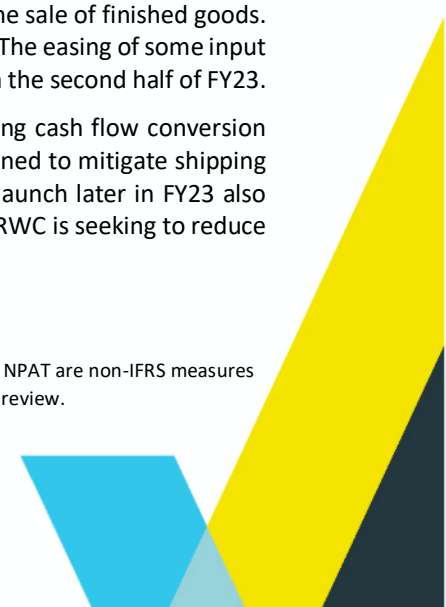 he sale of finished goods.
The easing of some input
the second half of FY23.
ng cash flow conversion
ned to mitigate shipping
aunch later in FY23 also
RWC is seeking to reduce
NPAT are non-IFRS measures
review.